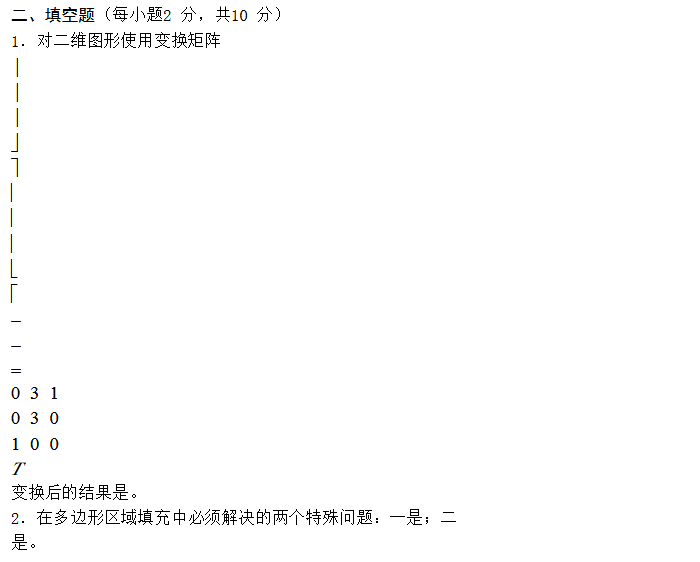 二、填空题（每小题2 分，共10 分）
1．对二维图形使用变换矩阵
⎥
⎥
⎥
⎦
⎤
⎢
⎢
⎢
⎣
⎡
−
−
=
0 3 1
0 3 0
1 0 0
T
变换后的结果是。
2．在多边形区域填充中必须解决的两个特殊问题：一是；二
是。